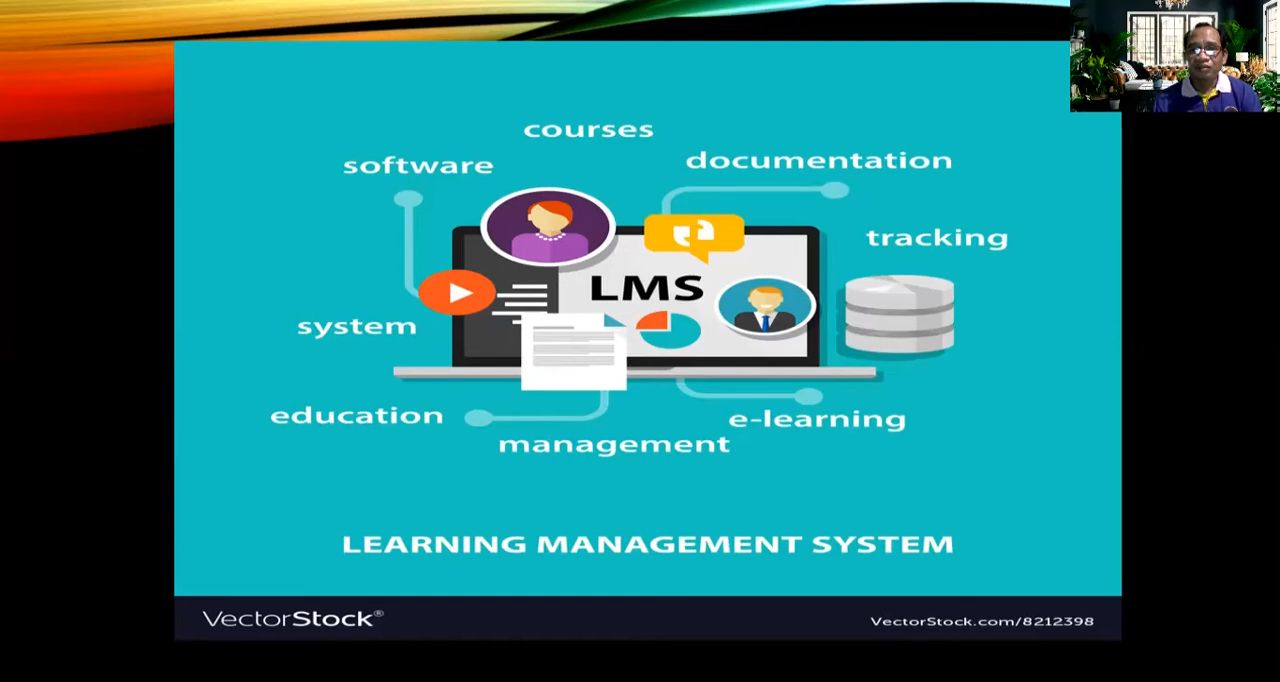 courses
software
documentation
tracking
LMS
system
education
e-learning
management
LEARNING MANAGEMENT SYSTEM
VectorStock®
VectorStock.com/8212398